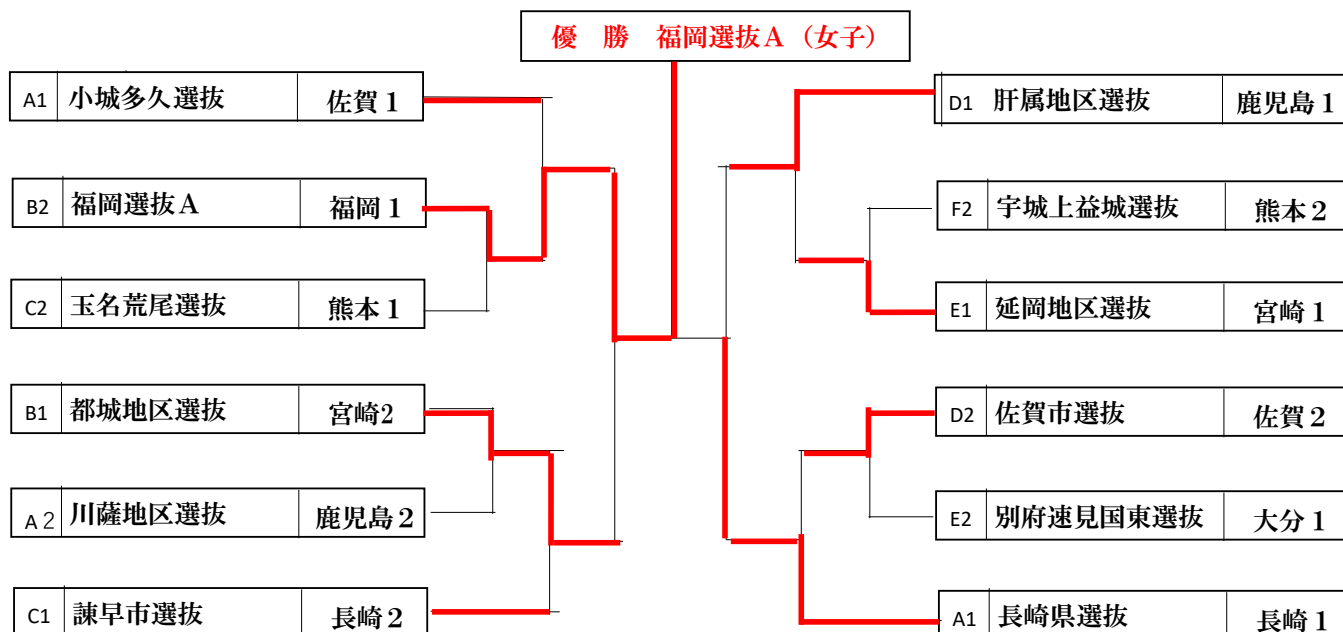 優 勝 福岡選抜A(女子)
A1 小城多久選抜 佐賀1
B2 福岡選抜A 福岡1
C2 玉名荒尾選抜 熊本1
B1 都城地区選抜 宮崎2
A2 川薩地区選抜 鹿児島2
C1 諫早市選抜 長崎2
D1 肝属地区選抜 鹿児島1
F2 宇城上益城選抜 熊本2
E1 延岡地区選抜 宮崎1
D2 佐賀市選抜 佐賀2
E2 別府速見国東選抜 大分1
A1 長崎県選抜 長崎1